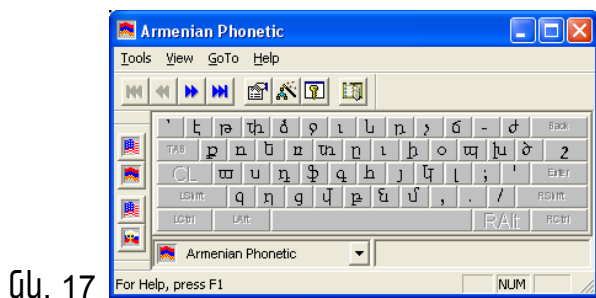 Armenian Phonetic
Tools View GoTo Help
՝ է թ փ ձ ջ ւ և ր չ ճ - ժ Back
TAB ք ո ե ռ տ ը ւ ի օ պ խ ծ շ
CL ա ս դ ֆ գ հ յ կ լ ; ' Enter
LShift զ ղ ց վ բ ն մ , . / RShift
LCtrl LAlt RAlt RCtrl
Armenian Phonetic
For Help, press F1 NUM
Նկ. 17